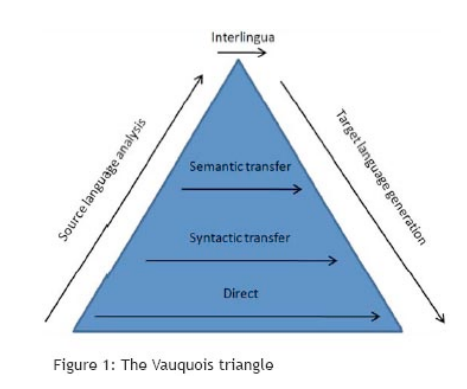 Interlingua
Source language analysis
Target language generation
Semantic transfer
Syntactic transfer
Direct
Figure 1: The Vauquois triangle